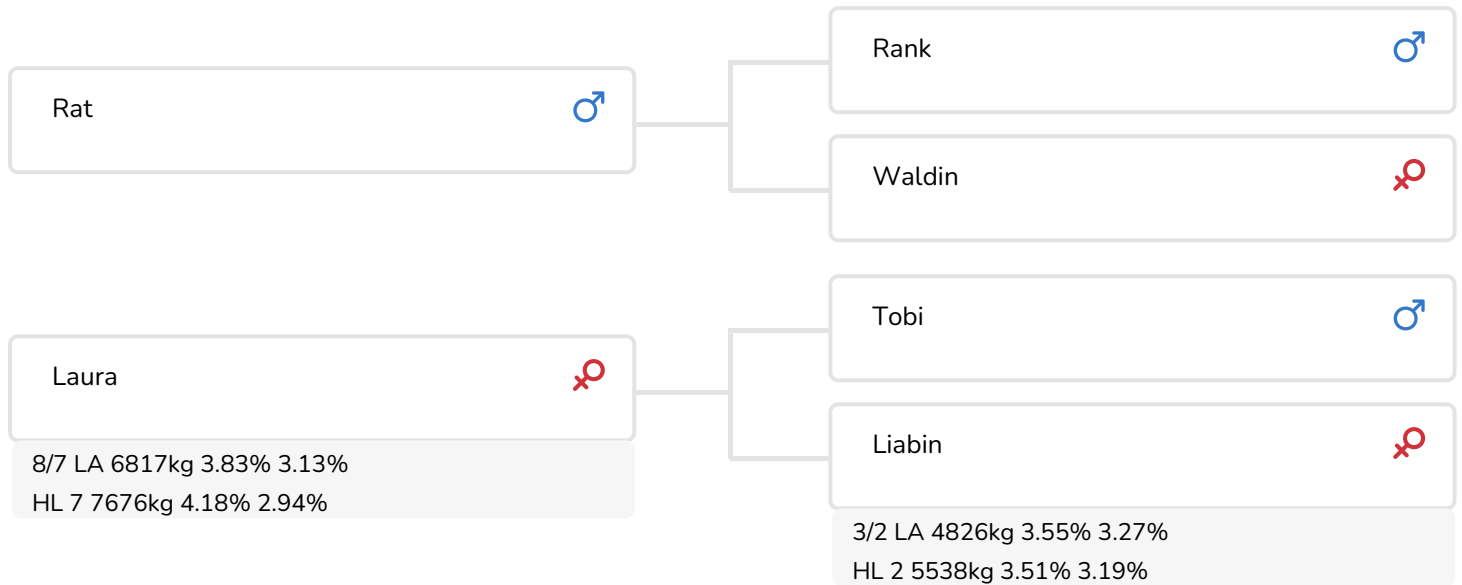 Rat
Laura
8/7 LA 6817kg 3.83% 3.13%
HL 7 7676kg 4.18% 2.94%
Rank
Waldin
Tobi
Liabin
3/2 LA 4826kg 3.55% 3.27%
HL 2 5538kg 3.51% 3.19%